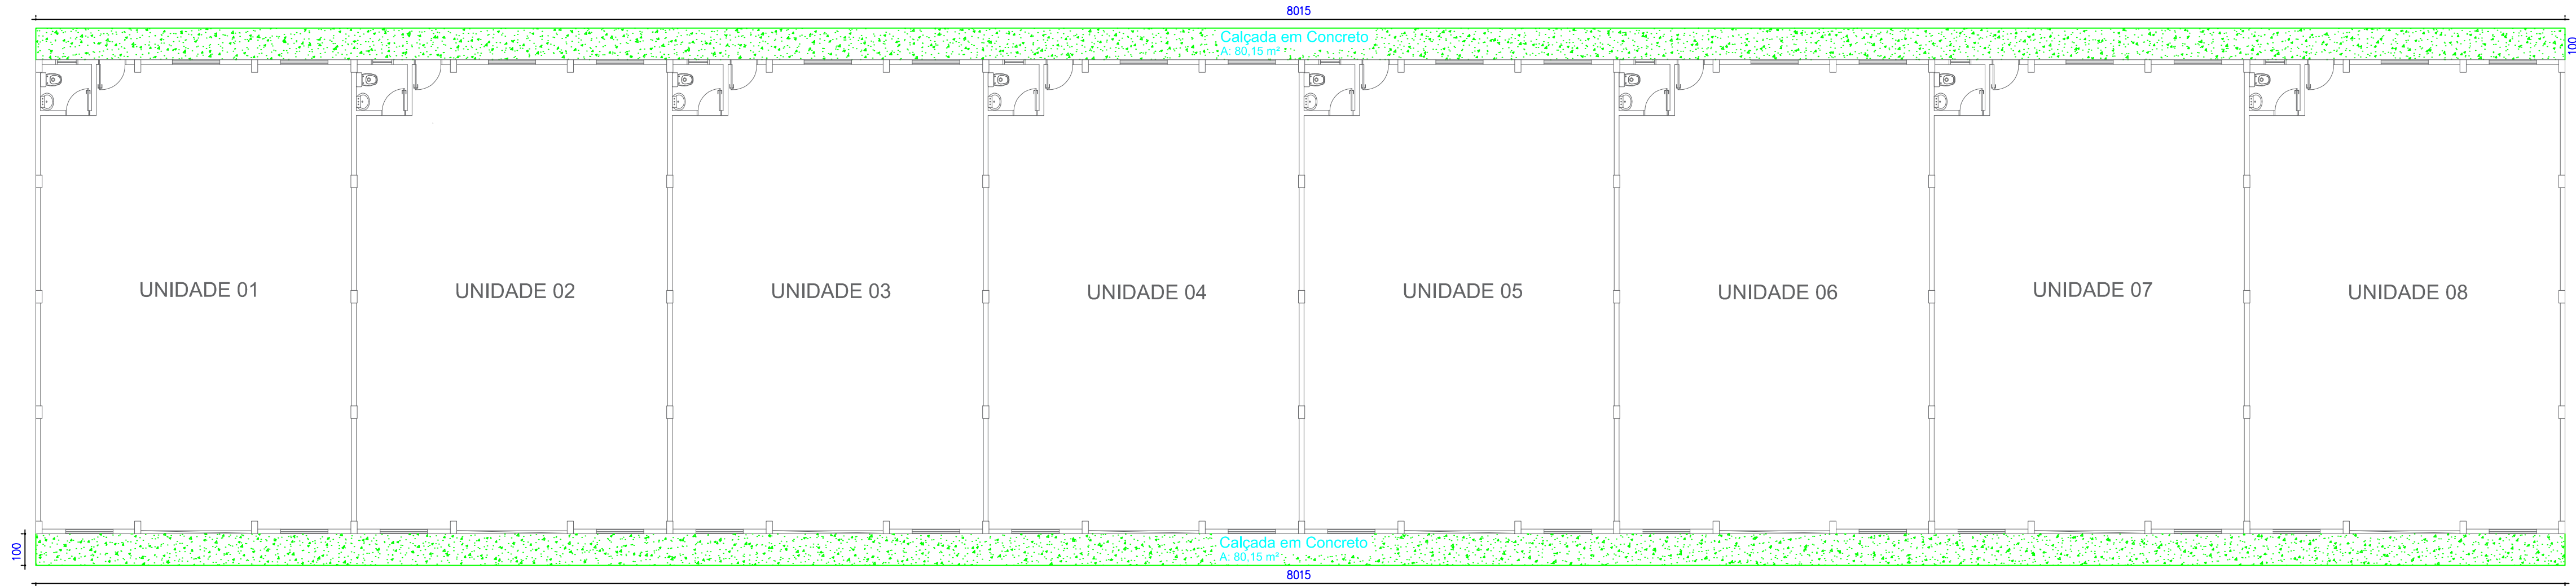 8015
Calçada em Concreto
A: 80,15 m²
100
UNIDADE 01
UNIDADE 02
UNIDADE 03
UNIDADE 04
UNIDADE 05
UNIDADE 06
UNIDADE 07
UNIDADE 08
100
Calçada em Concreto
A: 80,15 m²
8015